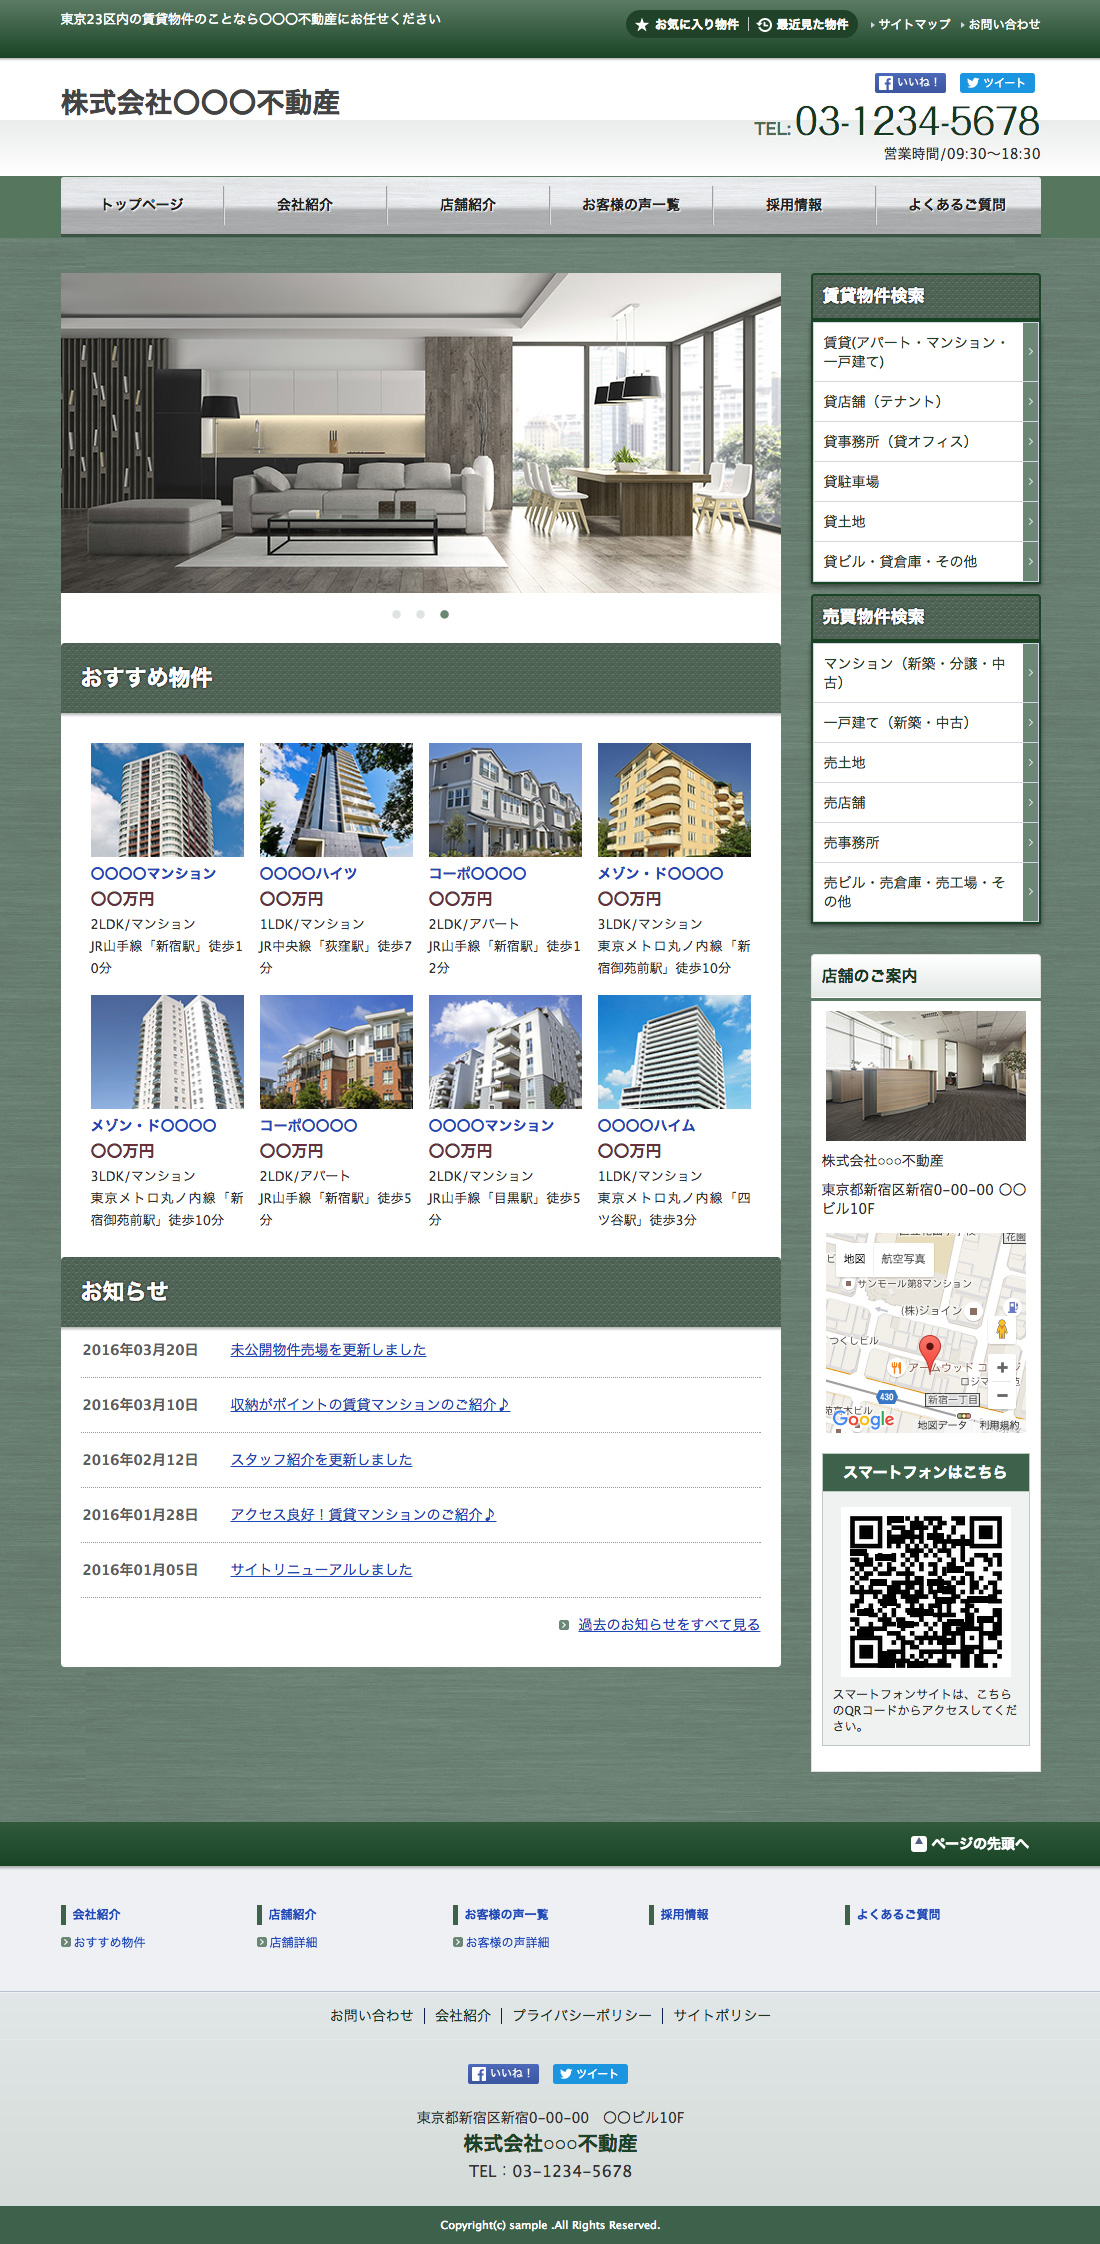 東京23区内の賃貸物件のことなら〇〇〇不動産にお任せください
お気に入り物件
最近見た物件
サイトマップ
お問い合わせ
株式会社〇〇〇不動産
いいね！
ツイート
TEL: 03-1234-5678
営業時間/09:30〜18:30
トップページ
会社紹介
店舗紹介
お客様の声一覧
採用情報
よくあるご質問
おすすめ物件
〇〇〇〇マンション
〇〇万円
2LDK/マンション
JR山手線「新宿駅」徒歩1
0分
〇〇〇〇ハイツ
〇〇万円
1LDK/マンション
JR中央線「荻窪駅」徒歩7
分
コーポ〇〇〇〇
〇〇万円
2LDK/アパート
JR山手線「新宿駅」徒歩1
2分
メゾン・ド〇〇〇〇
〇〇万円
3LDK/マンション
東京メトロ丸ノ内線「新
宿御苑前駅」徒歩10分
メゾン・ド〇〇〇〇
〇〇万円
3LDK/マンション
東京メトロ丸ノ内線「新
宿御苑前駅」徒歩10分
コーポ〇〇〇〇
〇〇万円
2LDK/アパート
JR山手線「新宿駅」徒歩5
分
〇〇〇〇マンション
〇〇万円
2LDK/マンション
JR山手線「目黒駅」徒歩5
分
〇〇〇〇ハイム
〇〇万円
1LDK/マンション
東京メトロ丸ノ内線「四
ツ谷駅」徒歩3分
お知らせ
2016年03月20日 未公開物件売場を更新しました
2016年03月10日 収納がポイントの賃貸マンションのご紹介♪
2016年02月12日 スタッフ紹介を更新しました
2016年01月28日 アクセス良好！賃貸マンションのご紹介♪
2016年01月05日 サイトリニューアルしました
過去のお知らせをすべて見る
賃貸物件検索
賃貸(アパート・マンション・
一戸建て)
貸店舗（テナント）
貸事務所（貸オフィス）
貸駐車場
貸土地
貸ビル・貸倉庫・その他
売買物件検索
マンション（新築・分譲・中
古）
一戸建て（新築・中古）
売土地
売店舗
売事務所
売ビル・売倉庫・売工場・そ
の他
店舗のご案内
株式会社○○○不動産
東京都新宿区新宿0−00−00 〇〇
ビル10F
花園
地図
航空写真
サンモール第8マンション
(株)ジョイン
つくしビル
アームウッド コ
ロジマ
430
新宿一丁目
Google
地図データ
利用規約
スマートフォンはこちら
スマートフォンサイトは、こちら
のQRコードからアクセスしてくだ
さい。
ページの先頭へ
会社紹介
おすすめ物件
店舗紹介
店舗詳細
お客様の声一覧
お客様の声詳細
採用情報
よくあるご質問
お問い合わせ
会社紹介
プライバシーポリシー
サイトポリシー
いいね！
ツイート
東京都新宿区新宿0−00−00　〇〇ビル10F
株式会社○○○不動産
TEL：03−1234−5678
Copyright(c) sample .All Rights Reserved.